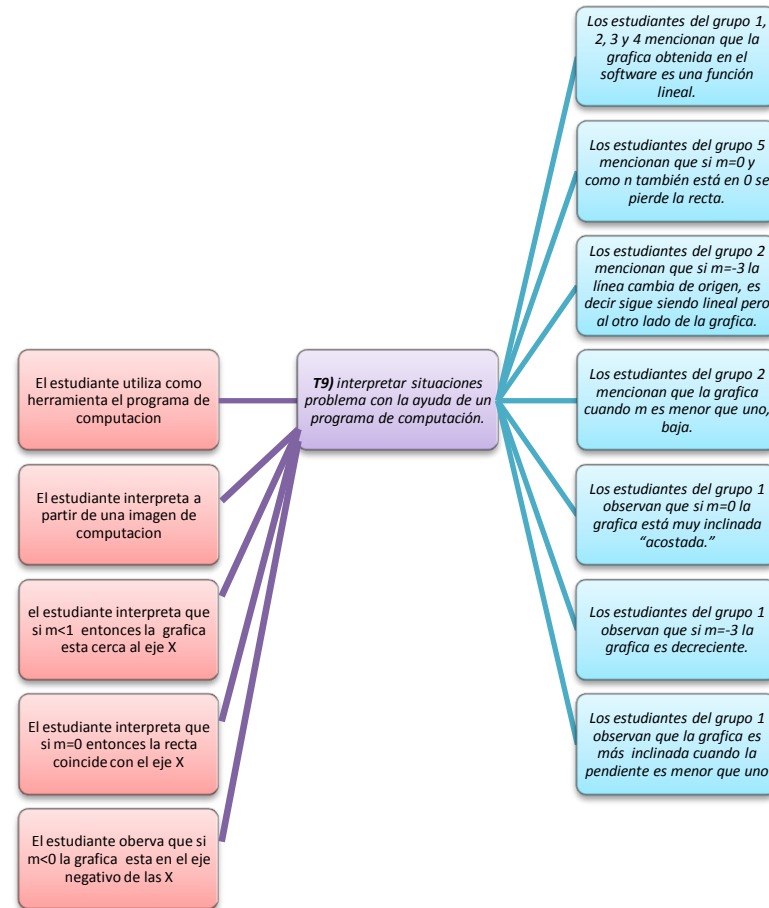 El estudiante utiliza como
herramienta el programa de
computacion
El estudiante interpreta a
partir de una imagen de
computacion
el estudiante interpreta que
si m<1 entonces la grafica
esta cerca al eje X
El estudiante interpreta que
si m=0 entonces la recta
coincide con el eje X
El estudiante oberva que si
m<0 la grafica esta en el eje
negativo de las X
T9) interpretar situaciones
problema con la ayuda de un
programa de computación.
Los estudiantes del grupo 1,
2, 3 y 4 mencionan que la
grafica obtenida en el
software es una función
lineal.
Los estudiantes del grupo 5
mencionan que si m=0 y
como n también está en 0 se
pierde la recta.
Los estudiantes del grupo 2
mencionan que si m=-3 la
línea cambia de origen, es
decir sigue siendo lineal pero
al otro lado de la grafica.
Los estudiantes del grupo 2
mencionan que la grafica
cuando m es menor que uno,
baja.
Los estudiantes del grupo 1
observan que si m=0 la
grafica está muy inclinada
“acostada.”
Los estudiantes del grupo 1
observan que si m=-3 la
grafica es decreciente.
Los estudiantes del grupo 1
observan que la grafica es
más inclinada cuando la
pendiente es menor que uno